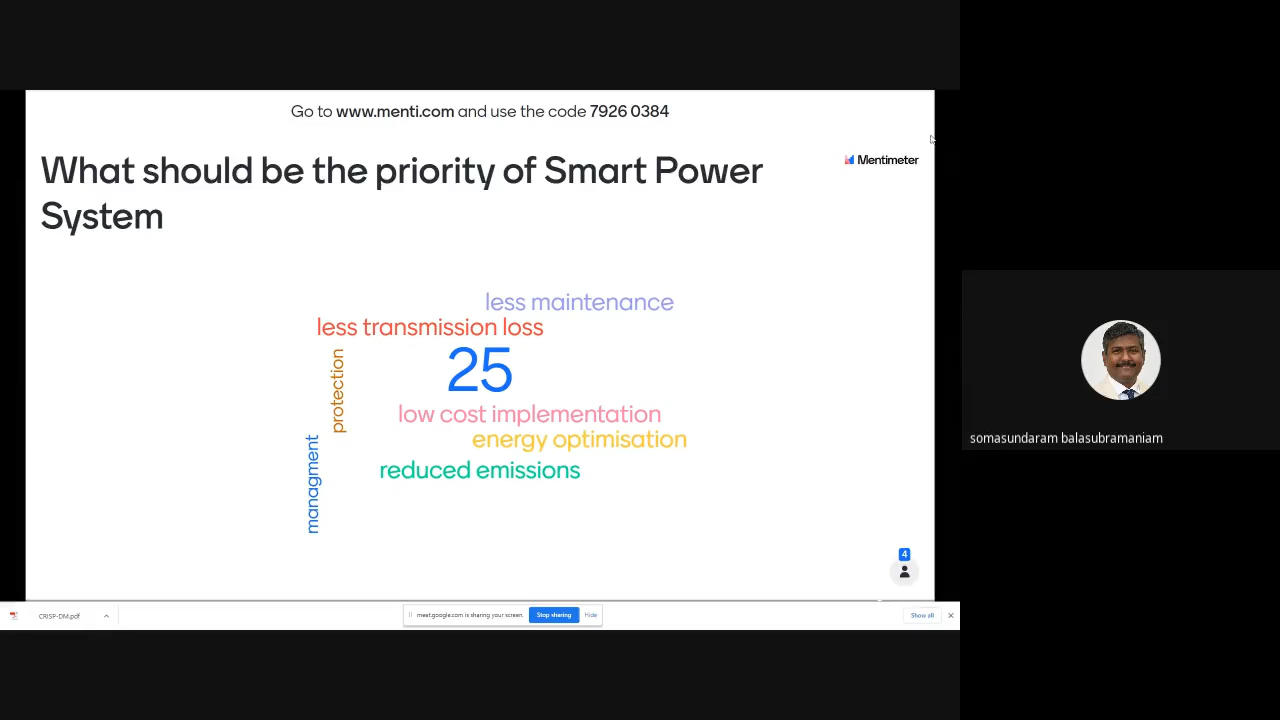 Go to www.menti.com and use the code 7926 0384
Mentimeter
What should be the priority of Smart Power
System
less maintenance
less transmission loss
25
protection
low cost implementation
energy optimisation
reduced emissions
managment
somasundaram balasubramaniam
4
CRISP-DM.pdf
meet.google.com is sharing your screen.
Stop sharing
Hide
Show all